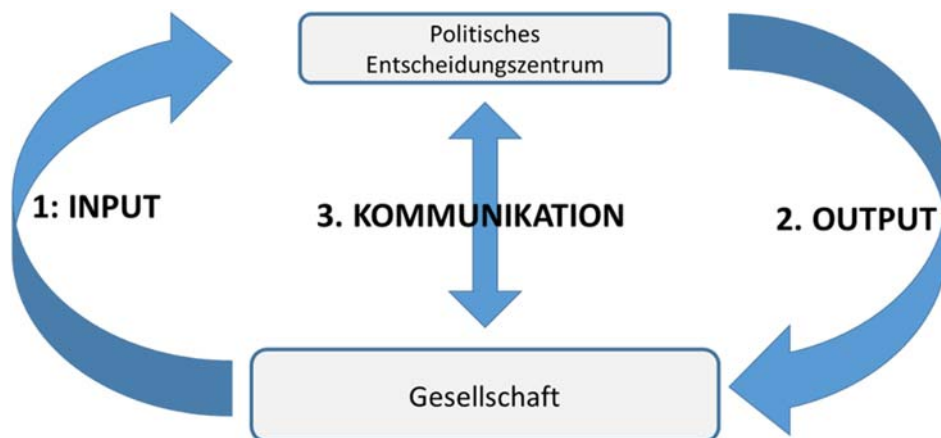 Politisches
Entscheidungszentrum
1: INPUT
3. KOMMUNIKATION
2. OUTPUT
Gesellschaft